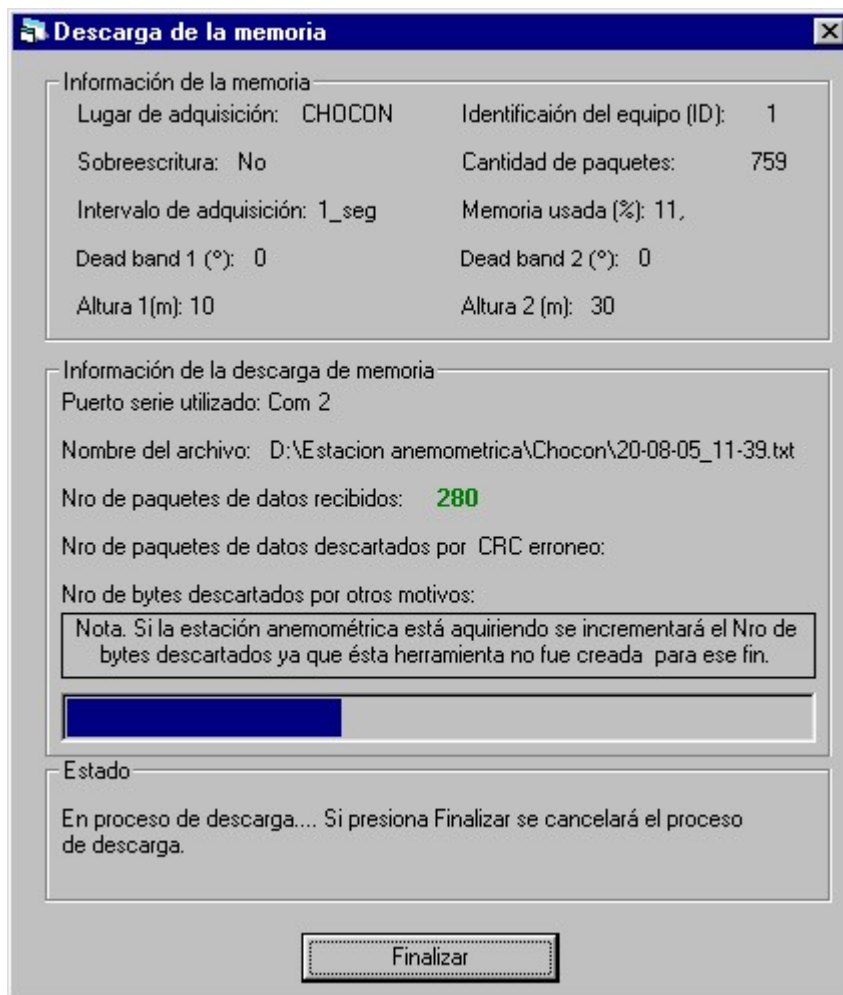 Descarga de la memoria
Información de la memoria
Lugar de adquisición: CHOCON Identificaión del equipo (ID): 1
Sobreescritura: No Cantidad de paquetes: 759
Intervalo de adquisición: 1_seg Memoria usada (%): 11,
Dead band 1 (°): 0 Dead band 2 (°): 0
Altura 1(m): 10 Altura 2 (m): 30
Información de la descarga de memoria
Puerto serie utilizado: Com 2
Nombre del archivo: D:\Estacion anemometrica\Chocon\20-08-05_11-39.txt
Nro de paquetes de datos recibidos: 280
Nro de paquetes de datos descartados por CRC erroneo:
Nro de bytes descartados por otros motivos:
Nota. Si la estación anemométrica está aquiriendo se incrementará el Nro de
bytes descartados ya que ésta herramienta no fue creada para ese fin.
Estado
En proceso de descarga.... Si presiona Finalizar se cancelará el proceso
de descarga.
Finalizar